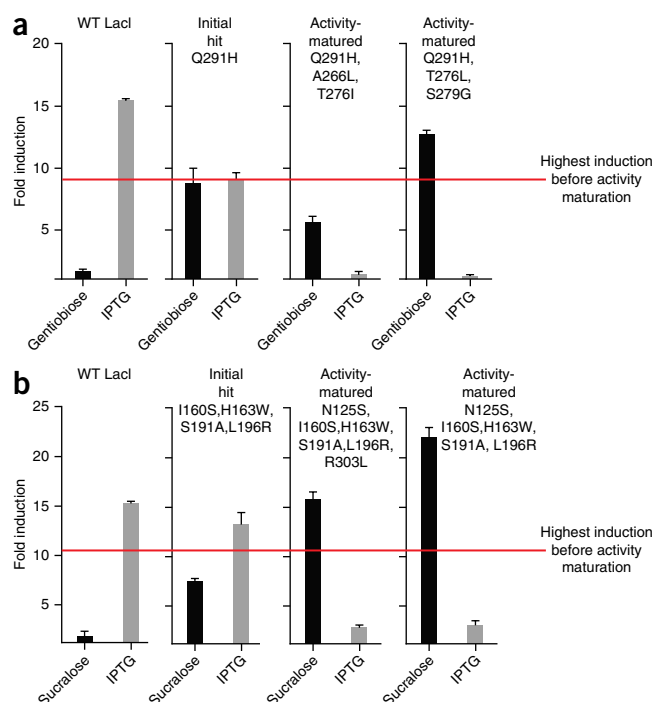 a
WT LacI
Initial
hit
Q291H
Activity-
matured
Q291H,
A266L,
T276I
Activity-
matured
Q291H,
T276L,
S279G
20
15
10
5
Fold induction
Highest induction
before activity
maturation
Gentiobiose
IPTG
Gentiobiose
IPTG
Gentiobiose
IPTG
Gentiobiose
IPTG
b
WT LacI
Initial
hit
I160S,H163W,
S191A,L196R
Activity-
matured
N125S,
I160S,H163W,
S191A,L196R,
R303L
Activity-
matured
N125S,
I160S,H163W,
S191A, L196R
25
20
15
10
5
Fold induction
Highest induction
before activity
maturation
Sucralose
IPTG
Sucralose
IPTG
Sucralose
IPTG
Sucralose
IPTG